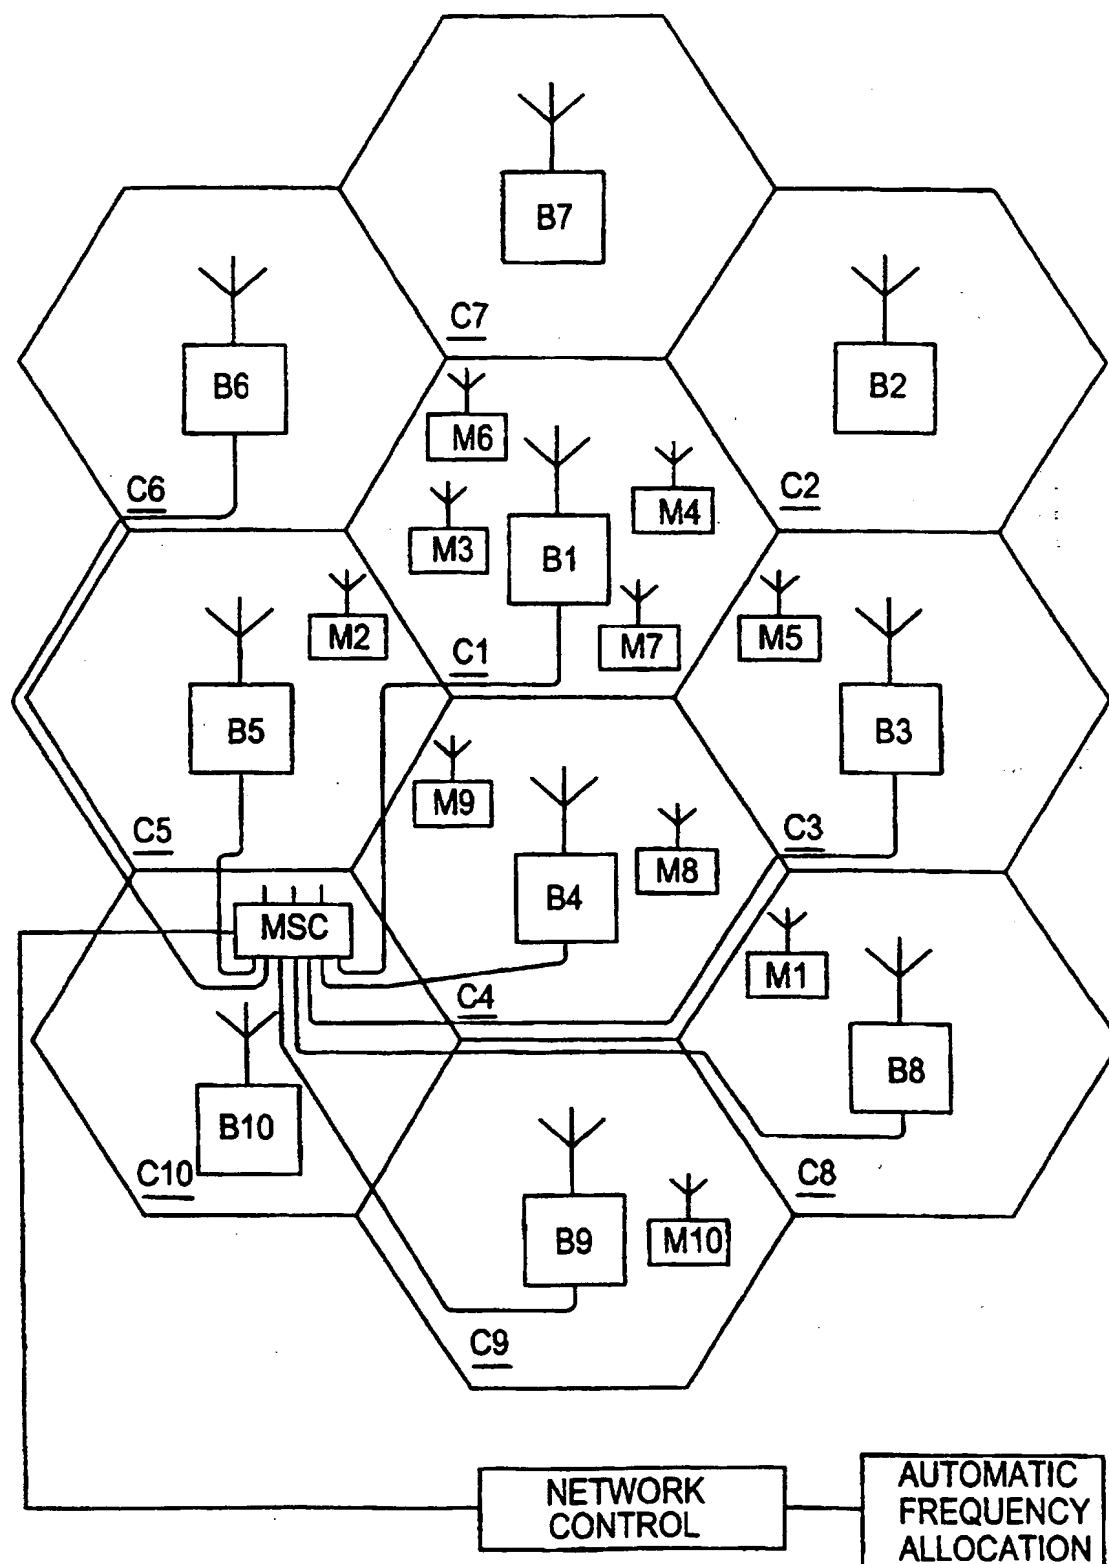 B7
C7
B6
B2
M6
C6
C2
M4
M3
B1
M2
M7
M5
C1
B5
B3
M9
C5
C3
M8
B4
MSC
M1
C4
B8
B10
C10
C8
B9
M10
C9
NETWORK
CONTROL
AUTOMATIC
FREQUENCY
ALLOCATION